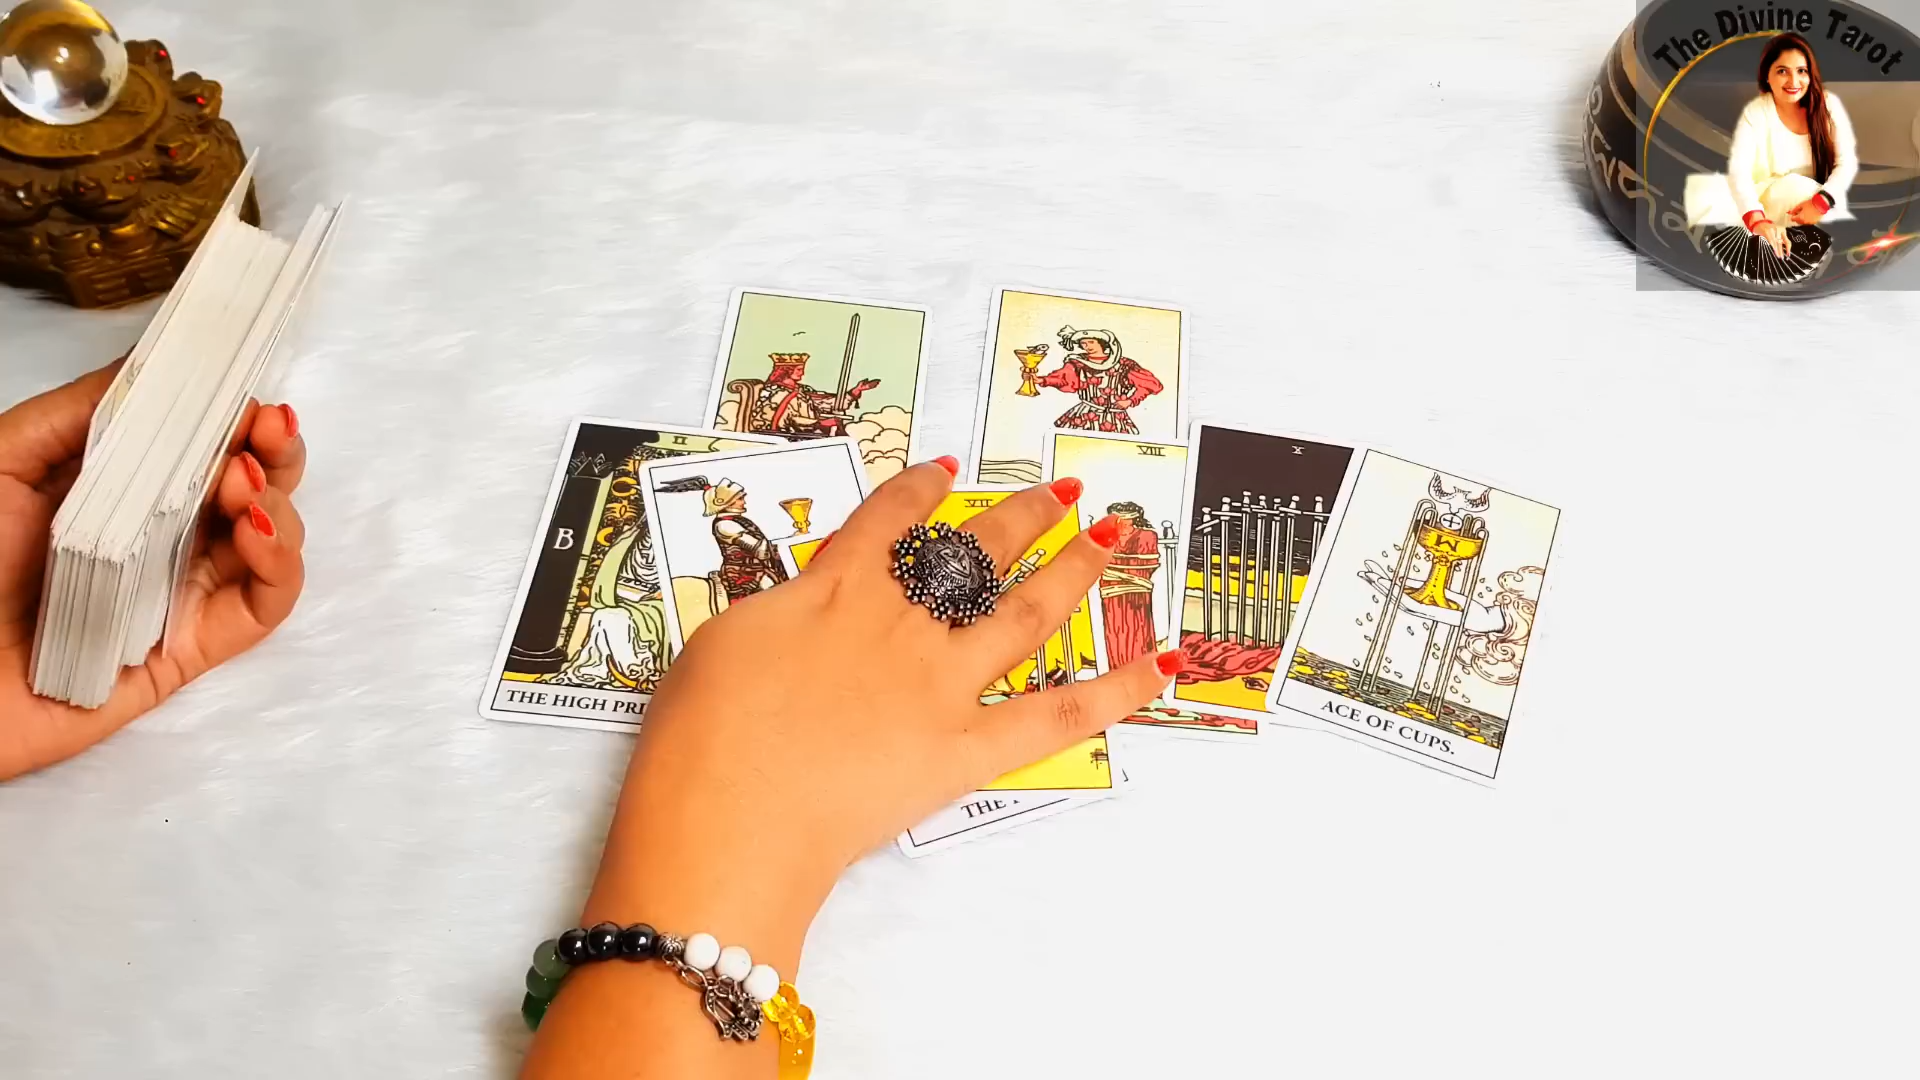 The Divine Tarot
II
B
VII
VIII
X
THE HIGH PRI
W
ACE OF CUPS.
THE